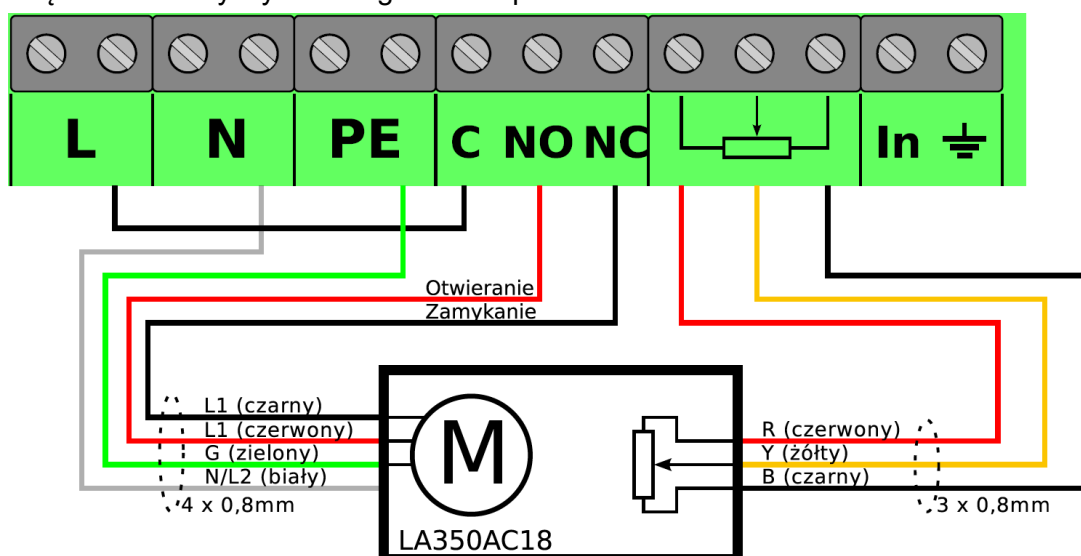 L N PE C NO NC In
Otwieranie
Zamykanie
L1 (czarny)
L1 (czerwony)
G (zielony)
N/L2 (biały)
4 x 0,8mm
M
LA350AC18
R (czerwony)
Y (żółty)
B (czarny)
3 x 0,8mm